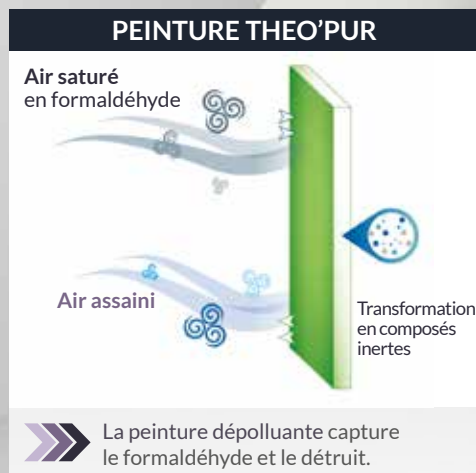 PEINTURE THEO'PUR
Air saturé
en formaldéhyde
Air assaini
Transformation
en composés
inertes
La peinture dépolluante capture
le formaldéhyde et le détruit.